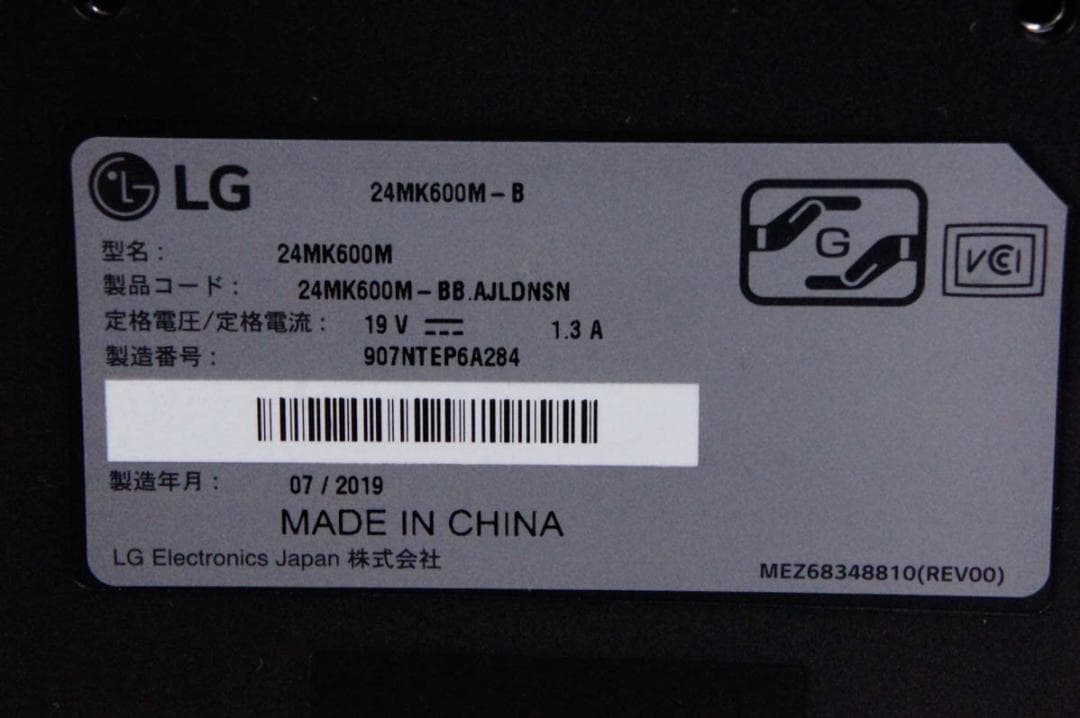 LG 24MK600M-B
型名： 24MK600M
製品コード： 24MK600M-BB.AJLDNSN
定格電圧/定格電流： 19 V 1.3 A
製造番号： 907NTEP6A284
製造年月： 07 / 2019
MADE IN CHINA
LG Electronics Japan 株式会社
MEZ68348810(REV00)
G
VCI